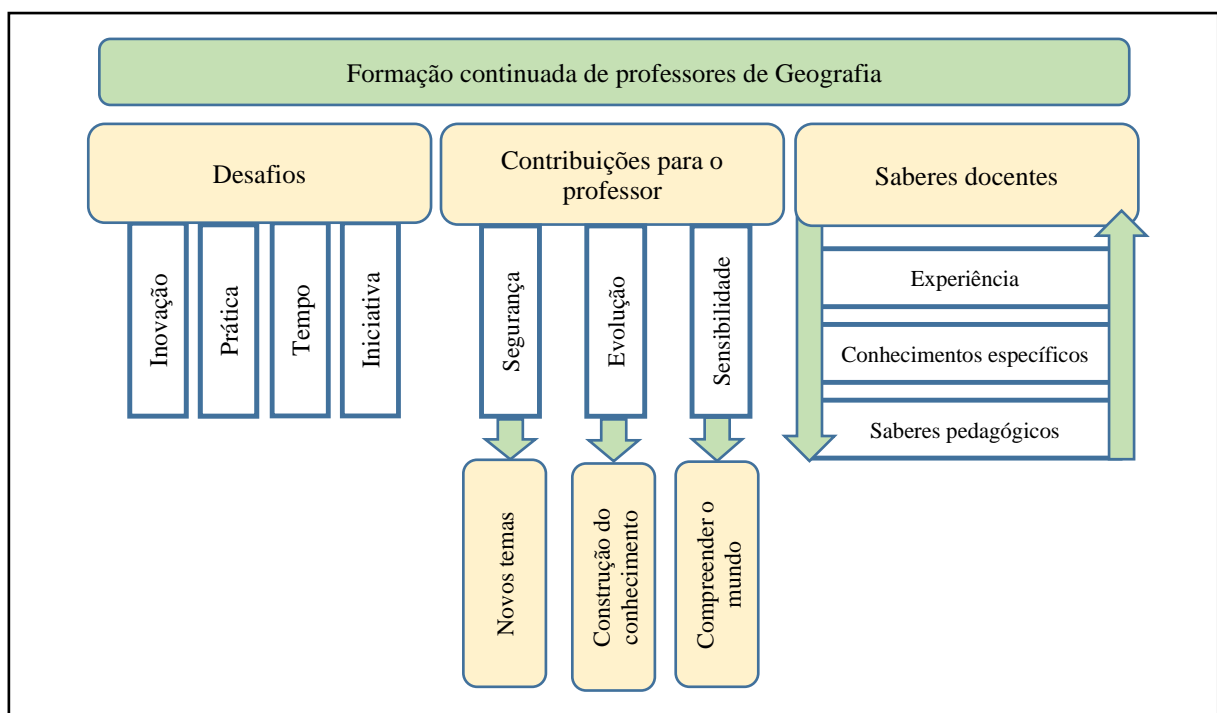 Formação continuada de professores de Geografia
Desafios
Inovação
Prática
Tempo
Iniciativa
Contribuições para o
professor
Segurança
Evolução
Sensibilidade
Novos temas
Construção do
conhecimento
Compreender o
mundo
Saberes docentes
Experiência
Conhecimentos específicos
Saberes pedagógicos